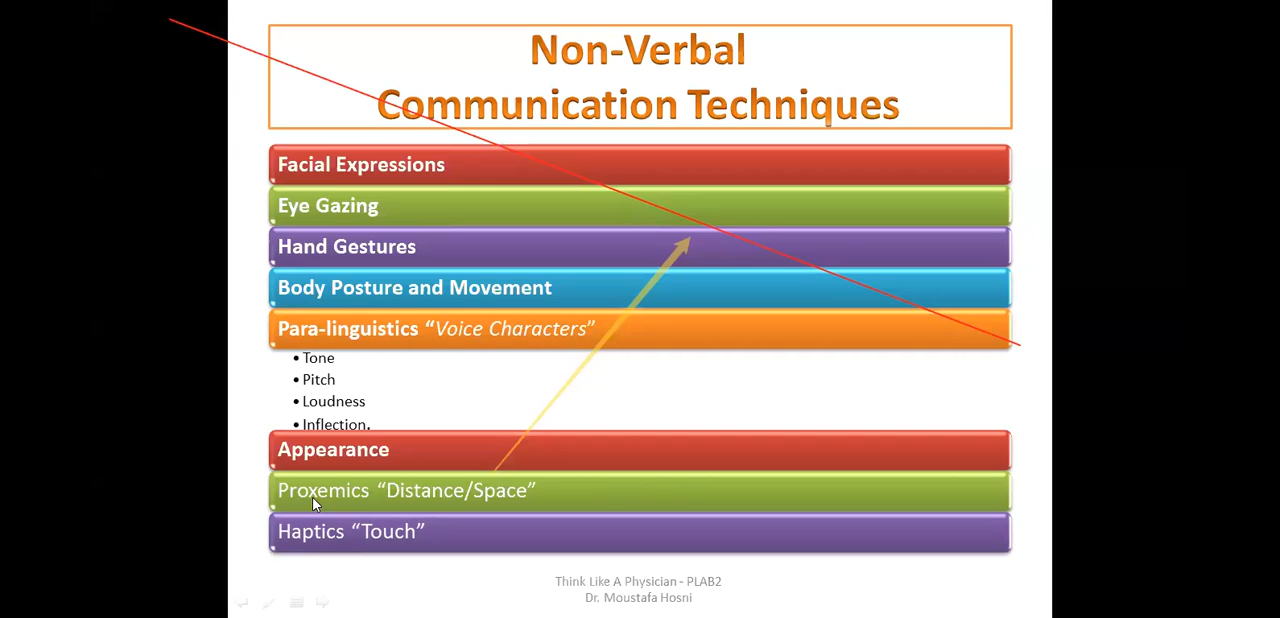 Non-Verbal
Communication Techniques
Facial Expressions
Eye Gazing
Hand Gestures
Body Posture and Movement
Para-linguistics “Voice Characters”
• Tone
• Pitch
• Loudness
• Inflection.
Appearance
Proxemics “Distance/Space”
Haptics “Touch”
Think Like A Physician - PLAB2
Dr. Moustafa Hosni